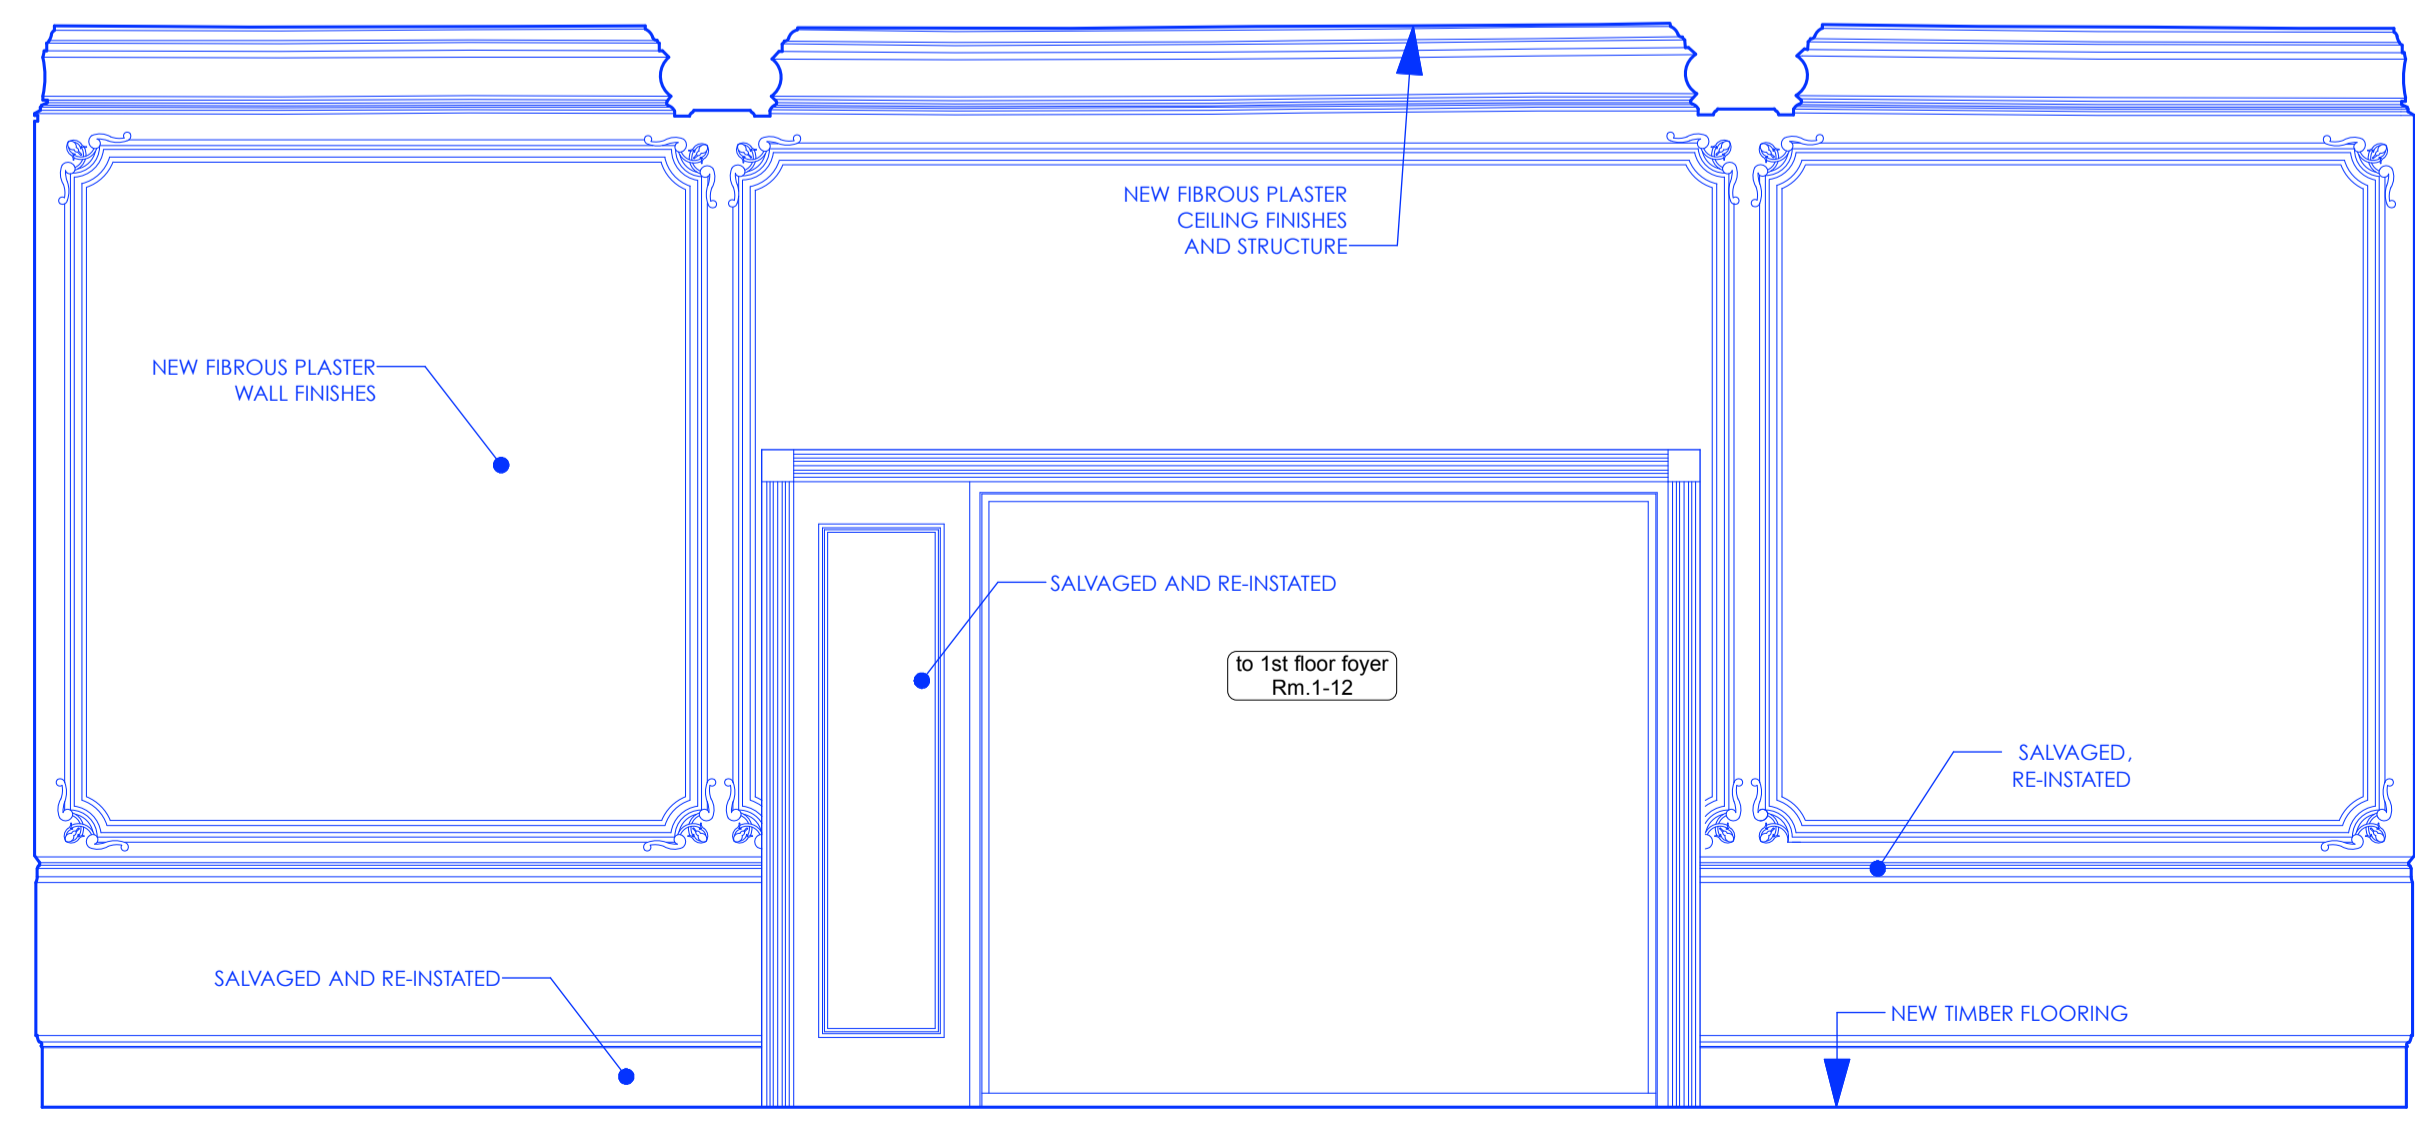 NEW FIBROUS PLASTER
CEILING FINISHES
AND STRUCTURE
NEW FIBROUS PLASTER
WALL FINISHES
SALVAGED AND RE-INSTATED
to 1st floor foyer
Rm.1-12
SALVAGED,
RE-INSTATED
SALVAGED AND RE-INSTATED
NEW TIMBER FLOORING